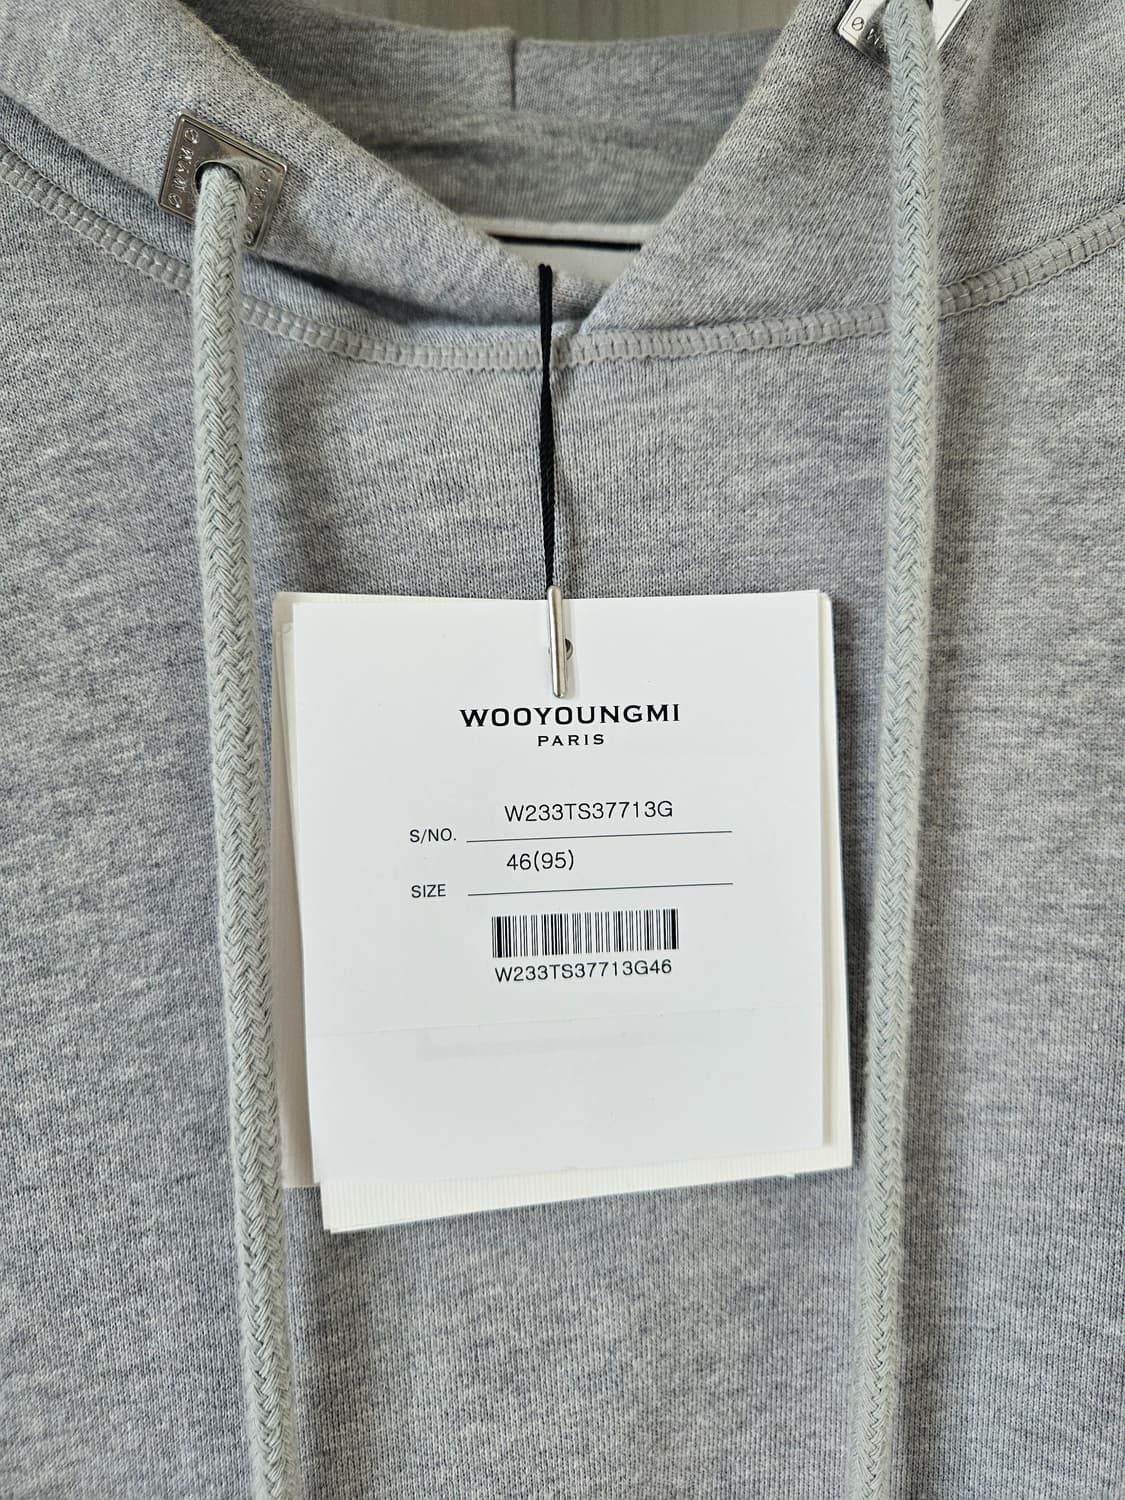 WOOYOUNGMI
PARIS
S/NO. W233TS37713G
SIZE 46(95)
W233TS37713G46